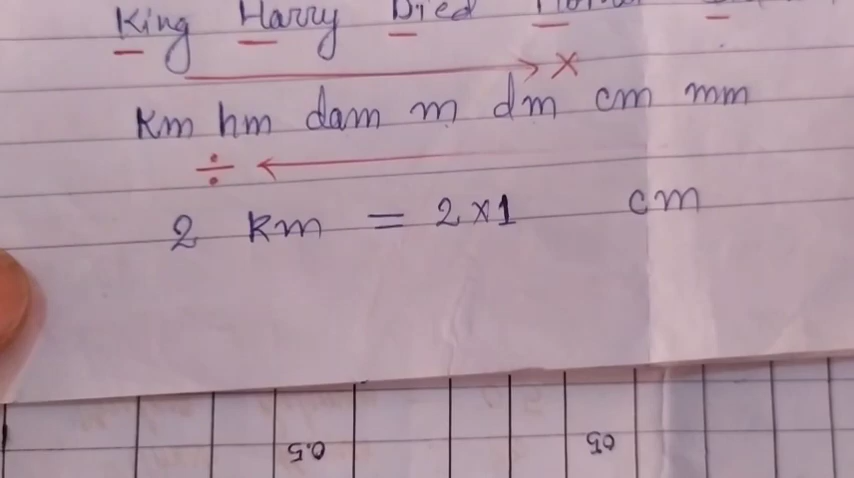 King Harry Died
→ ×
Km hm dam m dm cm mm
÷ ←
2 Km = 2×1 cm
0.5 05